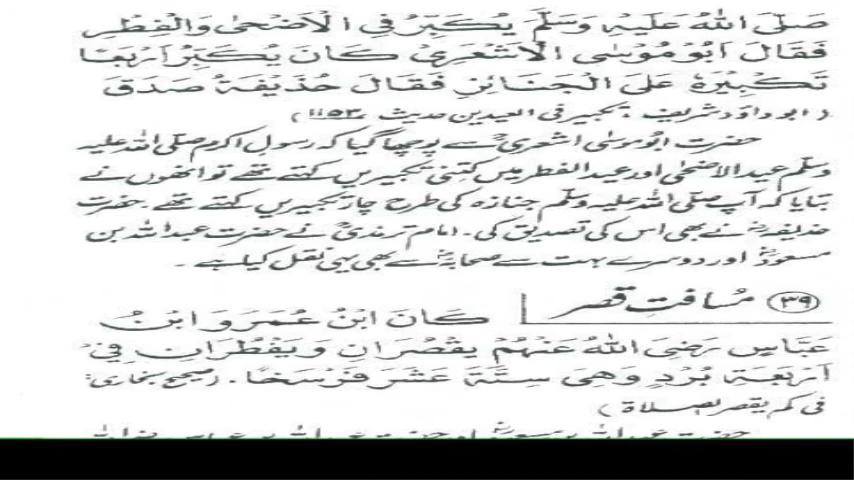 صَلَّى اللهُ عَلَيْهِ وَسَلَّمَ يُكَبِّرُ فِي الْاَضْحٰى وَالْفِطْرِ
فَقَالَ اَبُوْ مُوْسٰى الْاَشْعَرِىُّ كَانَ يُكَبِّرُ اَرْبَعًا
تَكْبِيْرَهٗ عَلَى الْجَنَائِزِ فَقَالَ حُذَيْفَةُ صَدَقَ
(ابوداؤد شریف : تکبیر فی العیدین حدیث ۱۱۵۳)
حضرت ابوموسیٰ اشعریؓ سے پوچھا گیا کہ رسول اکرم صلی اللہ علیہ
وسلم عید الاضحیٰ اور عید الفطر میں کتنی تکبیریں کہتے تھے تو انھوں نے
بتایا کہ آپ صلی اللہ علیہ وسلم جنازہ کی طرح چار تکبیریں کہتے تھے حضرت
حذیفہؓ نے بھی اس کی تصدیق کی۔ امام ترمذیؒ نے حضرت عبد اللہ بن
مسعودؓ اور دوسرے بہت سے صحابہؓ سے بھی یہی نقل کیا ہے۔
(۳۹) مسافتِ قصر
كَانَ ابْنُ عُمَرَ وَ ابْنُ
عَبَّاسٍ رَضِيَ اللهُ عَنْهُمْ يَقْصُرَانِ وَيَفْطُرَانِ فِيْ
اَرْبَعَةِ بُرُدٍ وَهِيَ سِتَّةَ عَشَرَ فَرْسَخًا. (صحیح بخاری:
فی کم یقصر لصلاة)